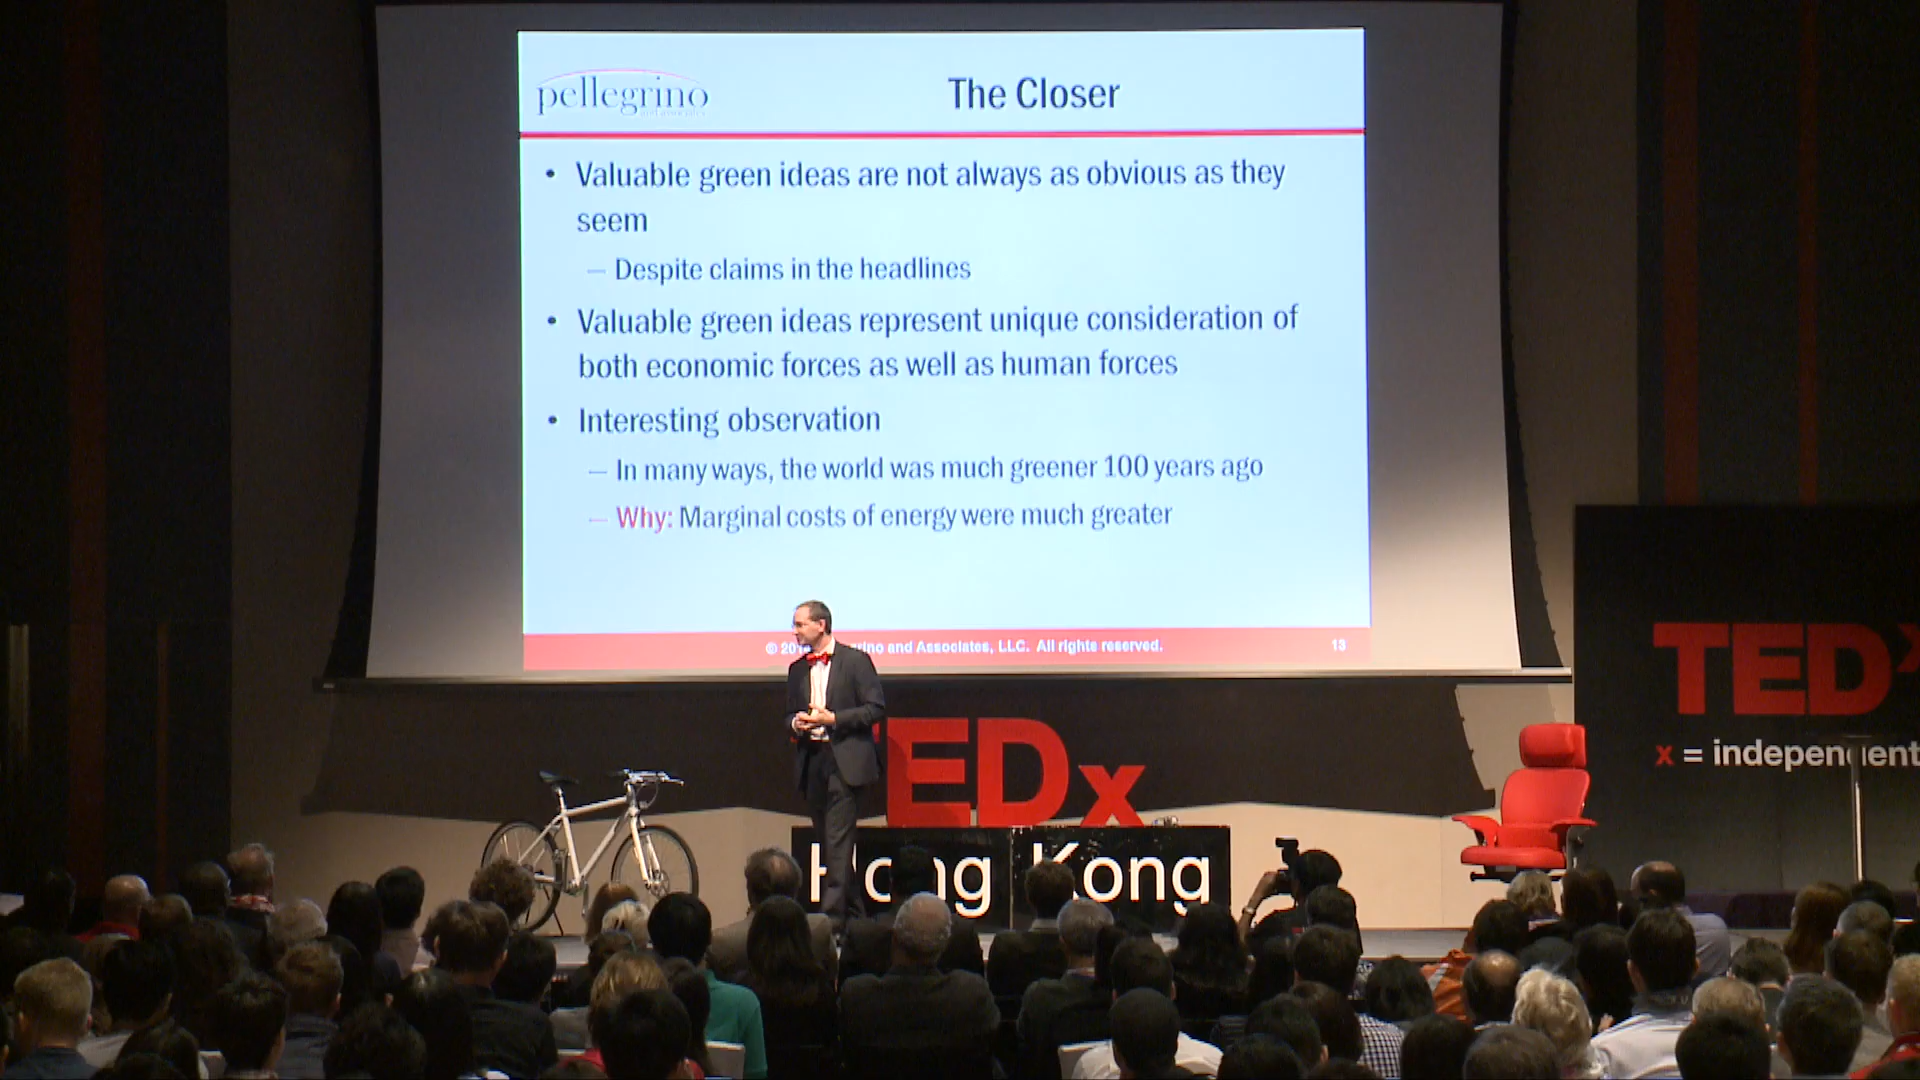 pellegrino
The Closer
• Valuable green ideas are not always as obvious as they
seem
– Despite claims in the headlines
• Valuable green ideas represent unique consideration of
both economic forces as well as human forces
• Interesting observation
– In many ways, the world was much greener 100 years ago
– Why: Marginal costs of energy were much greater
and Associates, LLC. All rights reserved.
13
TEDx
x = independent
TEDx
Hong Kong